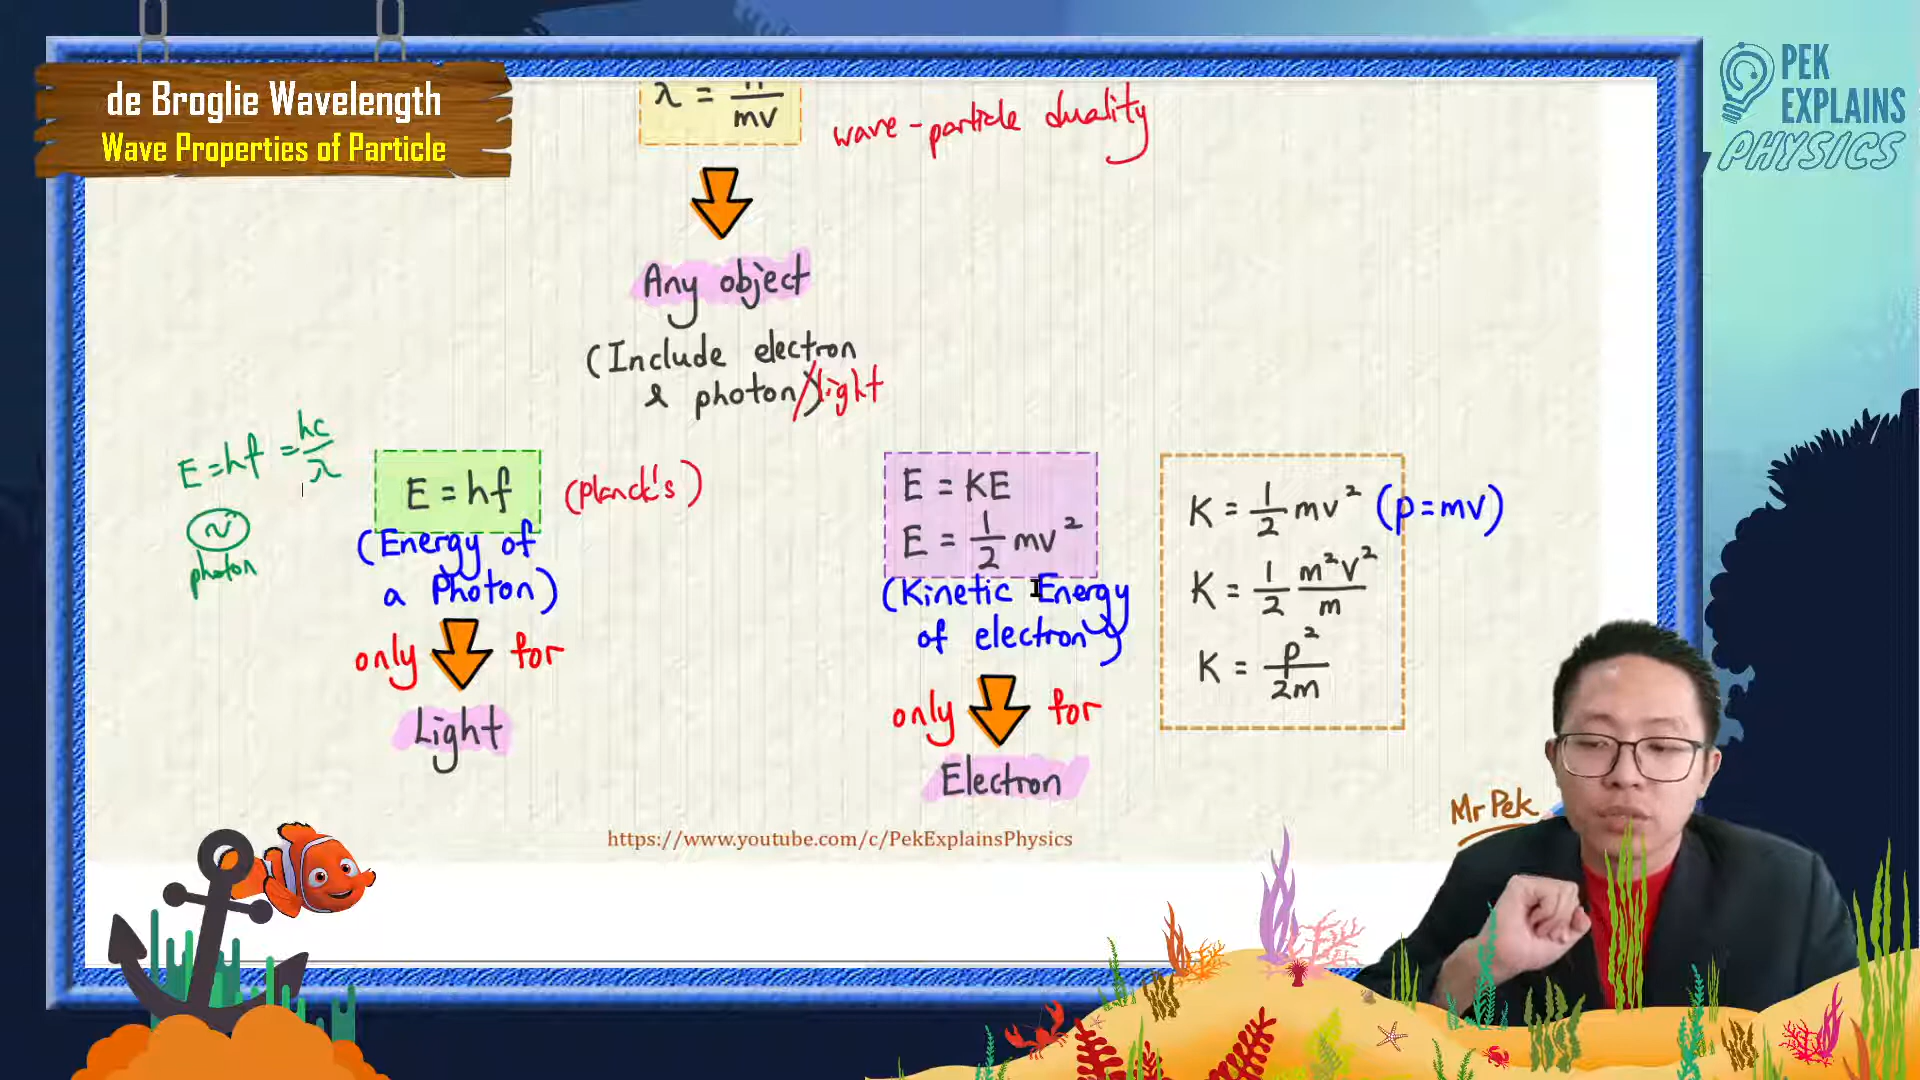 de Broglie Wavelength
Wave Properties of Particle
PEK
EXPLAINS
PHYSICS
λ = h/mv
wave-particle duality
Any object
(Include electron
& photon)/light
E = hf = hc/λ
photon
E = hf
(Planck's)
(Energy of
a Photon)
only for
Light
E = KE
E = 1/2 mv²
(Kinetic Energy
of electron)
only for
Electron
K = 1/2 mv² (p=mv)
K = 1/2 m²v²/m
K = p²/2m
Mr Pek
https://www.youtube.com/c/PekExplainsPhysics